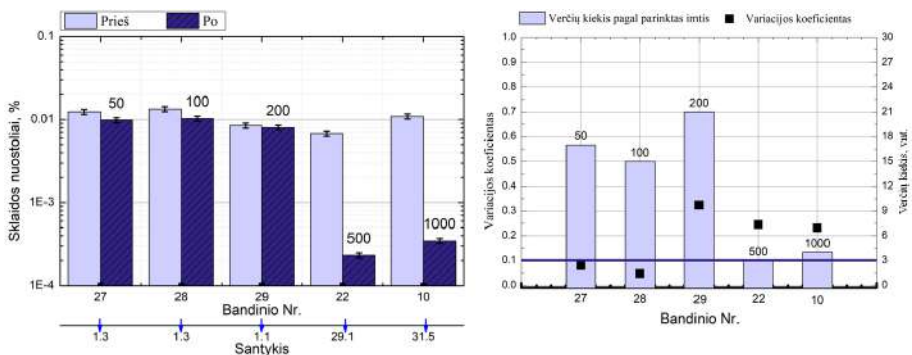 Prieš Po
0.1
0.01
1E-3
1E-4
Sklaidos nuostoliai, %
50 100 200 500 1000
27 28 29 22 10
Bandinio Nr.
1.3 1.3 1.1 29.1 31.5
Santykis
Verčių kiekis pagal parinktas imtis Variacijos koeficientas
1.0 30
0.9 27
0.8 24
0.7 21
0.6 18
0.5 15
0.4 12
0.3 9
0.2 6
0.1 3
0.0 0
Variacijos koeficientas
Verčių kiekis, vnt.
50 100 200 500 1000
27 28 29 22 10
Bandinio Nr.